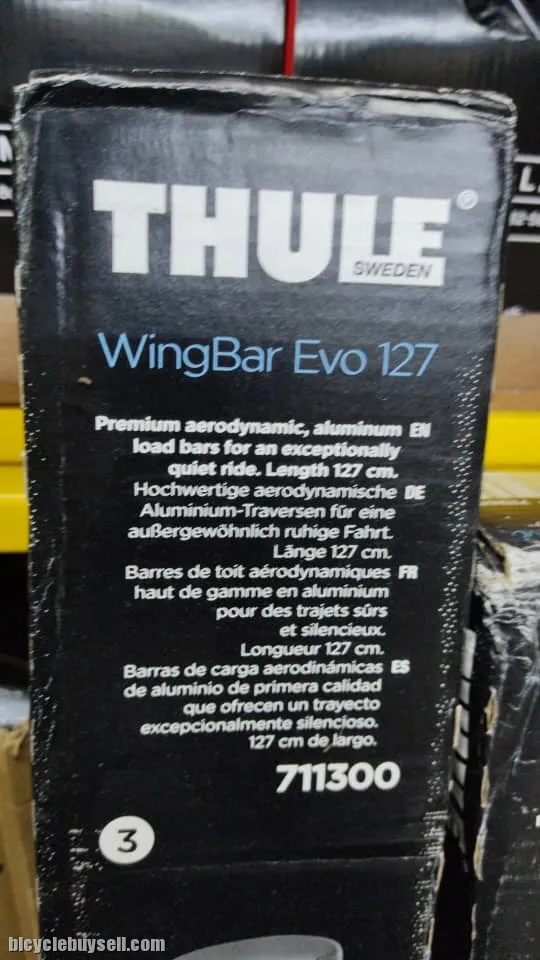 THULE®
SWEDEN
WingBar Evo 127
Premium aerodynamic, aluminum EN
load bars for an exceptionally
quiet ride. Length 127 cm.
Hochwertige aerodynamische DE
Aluminium-Traversen für eine
außergewöhnlich ruhige Fahrt.
Länge 127 cm.
Barres de toit aérodynamiques FR
haut de gamme en aluminium
pour des trajets sûrs
et silencieux.
Longueur 127 cm.
Barras de carga aerodinámicas ES
de aluminio de primera calidad
que ofrecen un trayecto
excepcionalmente silencioso.
127 cm de largo.
711300
3
bicyclebuysell.com